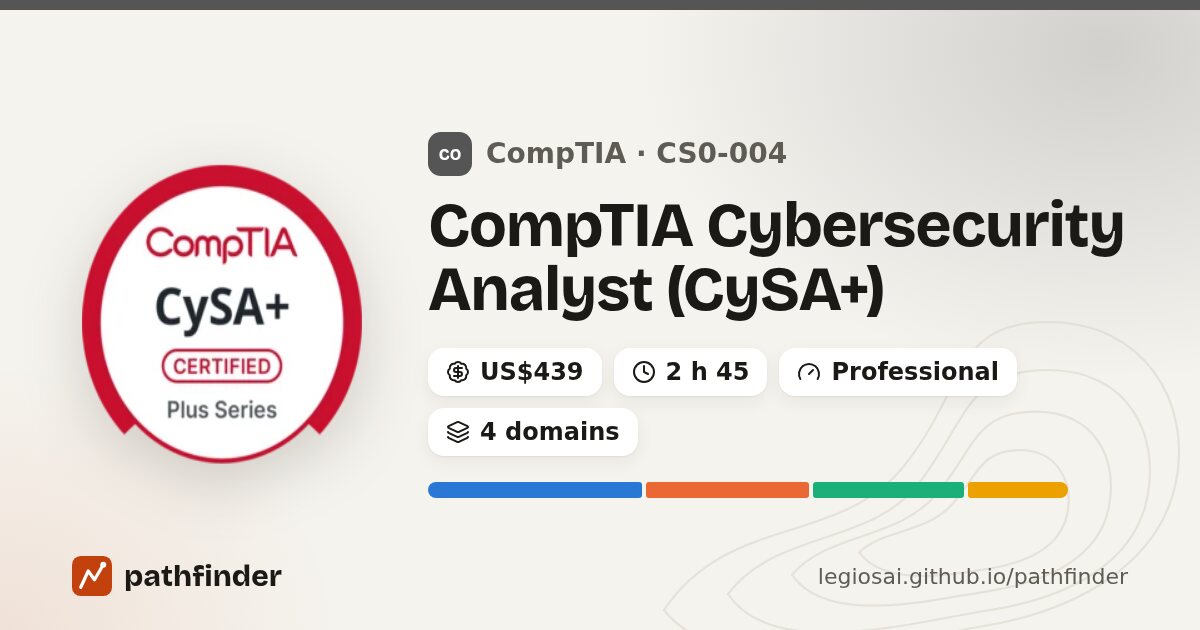 CompTIA
CySA+
CERTIFIED
Plus Series
CO CompTIA · CS0-004
CompTIA Cybersecurity
Analyst (CySA+)
US$439 2 h 45 Professional
4 domains
pathfinder
legiosai.github.io/pathfinder